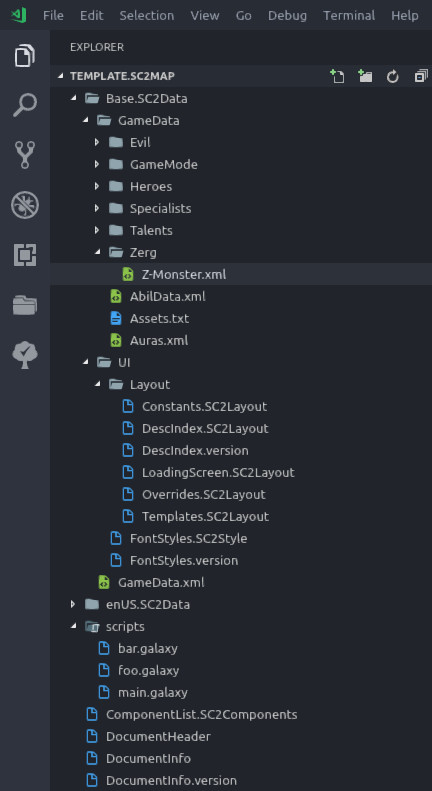 File Edit SC2Mod Selection View Go Debug Terminal Help
EXPLORER
TEMPLATE.SC2MAP
Base.SC2Data
GameData
Evil
GameMode
Heroes
Specialists
Talents
Zerg
Z-Monster.xml
AbilData.xml
Assets.txt
Auras.xml
UI
Layout
Constants.SC2Layout
DescIndex.SC2Layout
DescIndex.version
LoadingScreen.SC2Layout
Overrides.SC2Layout
Templates.SC2Layout
FontStyles.SC2Style
FontStyles.version
GameData.xml
enUS.SC2Data
scripts
bar.galaxy
foo.galaxy
main.galaxy
ComponentList.SC2Components
DocumentHeader
DocumentInfo
DocumentInfo.version